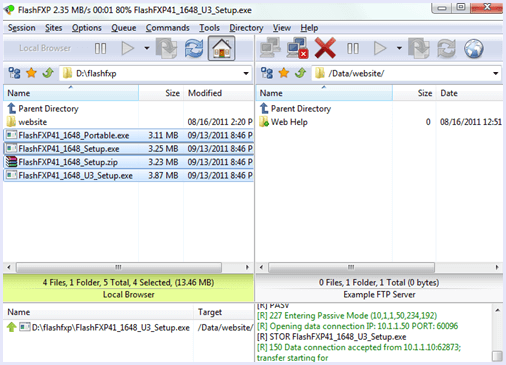 FlashFXP 2.35 MB/s 00:01 80% FlashFXP41_1648_U3_Setup.exe
Session Sites Options Queue Commands Tools Directory View Help
Local Browser
D:\flashfxp
Name Size Modified
Parent Directory
website 08/16/2011 2:20 P
FlashFXP41_1648_Portable.exe 3.11 MB 09/13/2011 8:46 P
FlashFXP41_1648_Setup.exe 3.25 MB 09/13/2011 8:46 P
FlashFXP41_1648_Setup.zip 3.23 MB 09/13/2011 8:46 P
FlashFXP41_1648_U3_Setup.exe 3.87 MB 09/13/2011 8:46 P
4 Files, 1 Folder, 5 Total, 4 Selected, (13.46 MB)
Local Browser
/Data/website/
Name Size Date
Parent Directory
Web Help 0 08/16/2011 12:51
0 Files, 1 Folder, 1 Total (0 bytes)
Example FTP Server
Name Target
D:\flashfxp\FlashFXP41_1648_U3_Setup.exe /Data/website/
[R] PASV
[R] 227 Entering Passive Mode (10,1,1,50,234,192)
[R] Opening data connection IP: 10.1.1.50 PORT: 60096
[R] STOR FlashFXP41_1648_U3_Setup.exe
[R] 150 Data connection accepted from 10.1.1.10:62873;
transfer starting for